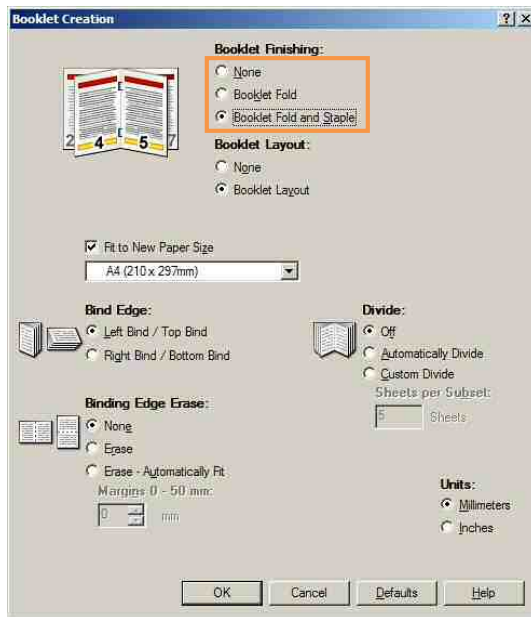 Booklet Creation
Booklet Finishing:
None
Booklet Fold
Booklet Fold and Staple
2 4 5 7
Booklet Layout:
None
Booklet Layout
Fit to New Paper Size
A4 (210 x 297mm)
Bind Edge:
Left Bind / Top Bind
Right Bind / Bottom Bind
Divide:
Off
Automatically Divide
Custom Divide
Sheets per Subset:
5 Sheets
Binding Edge Erase:
None
Erase
Erase - Automatically Fit
Margins 0 - 50 mm:
0 mm
Units:
Millimeters
Inches
OK Cancel Defaults Help